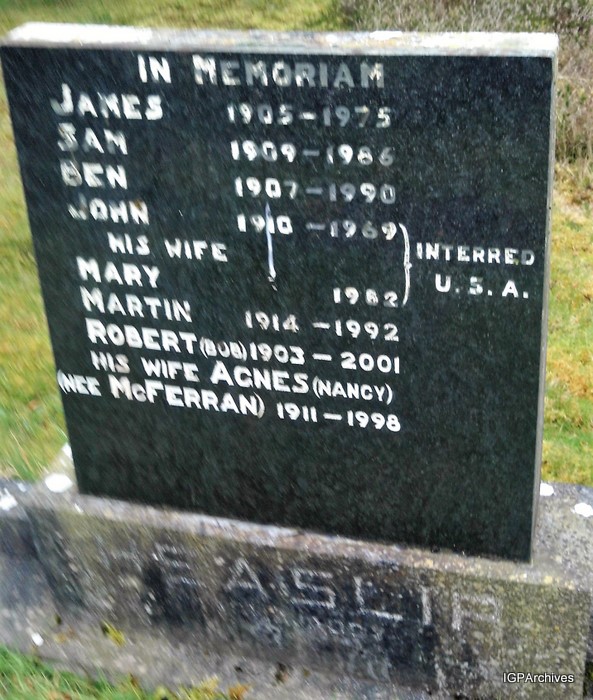 IN MEMORIAM
JAMES 1905-1975
SAM 1909-1986
BEN 1907-1990
JOHN 1910-1969
HIS WIFE INTERRED
MARY 1982 U.S.A.
MARTIN 1914-1992
ROBERT (BOB) 1903-2001
HIS WIFE AGNES (NANCY)
(NEE MCFERRAN) 1911-1998
HEASLIP
IGPArchives